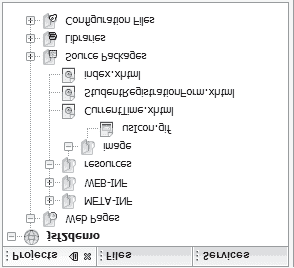 Projects
Files
Services
jsf2demo
Web Pages
META-INF
WEB-INF
resources
image
usIcon.gif
CurrentTime.xhtml
StudentRegistrationForm.xhtml
index.xhtml
Source Packages
Libraries
Configuration Files